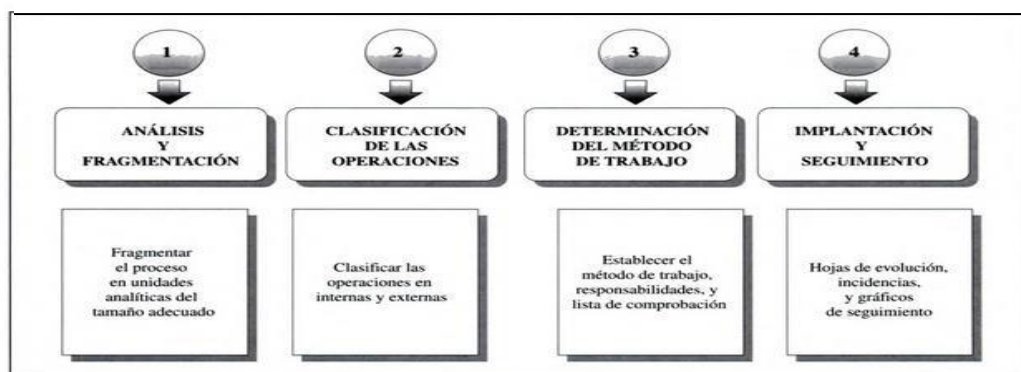 1
2
3
4
ANÁLISIS
Y
FRAGMENTACIÓN
CLASIFICACIÓN
DE LAS
OPERACIONES
DETERMINACIÓN
DEL MÉTODO
DE TRABAJO
IMPLANTACIÓN
Y
SEGUIMIENTO
Fragmentar
el proceso
en unidades
analíticas del
tamaño adecuado
Clasificar las
operaciones en
internas y externas
Establecer el
método de trabajo,
responsabilidades, y
lista de comprobación
Hojas de evolución,
incidencias,
y gráficos
de seguimiento